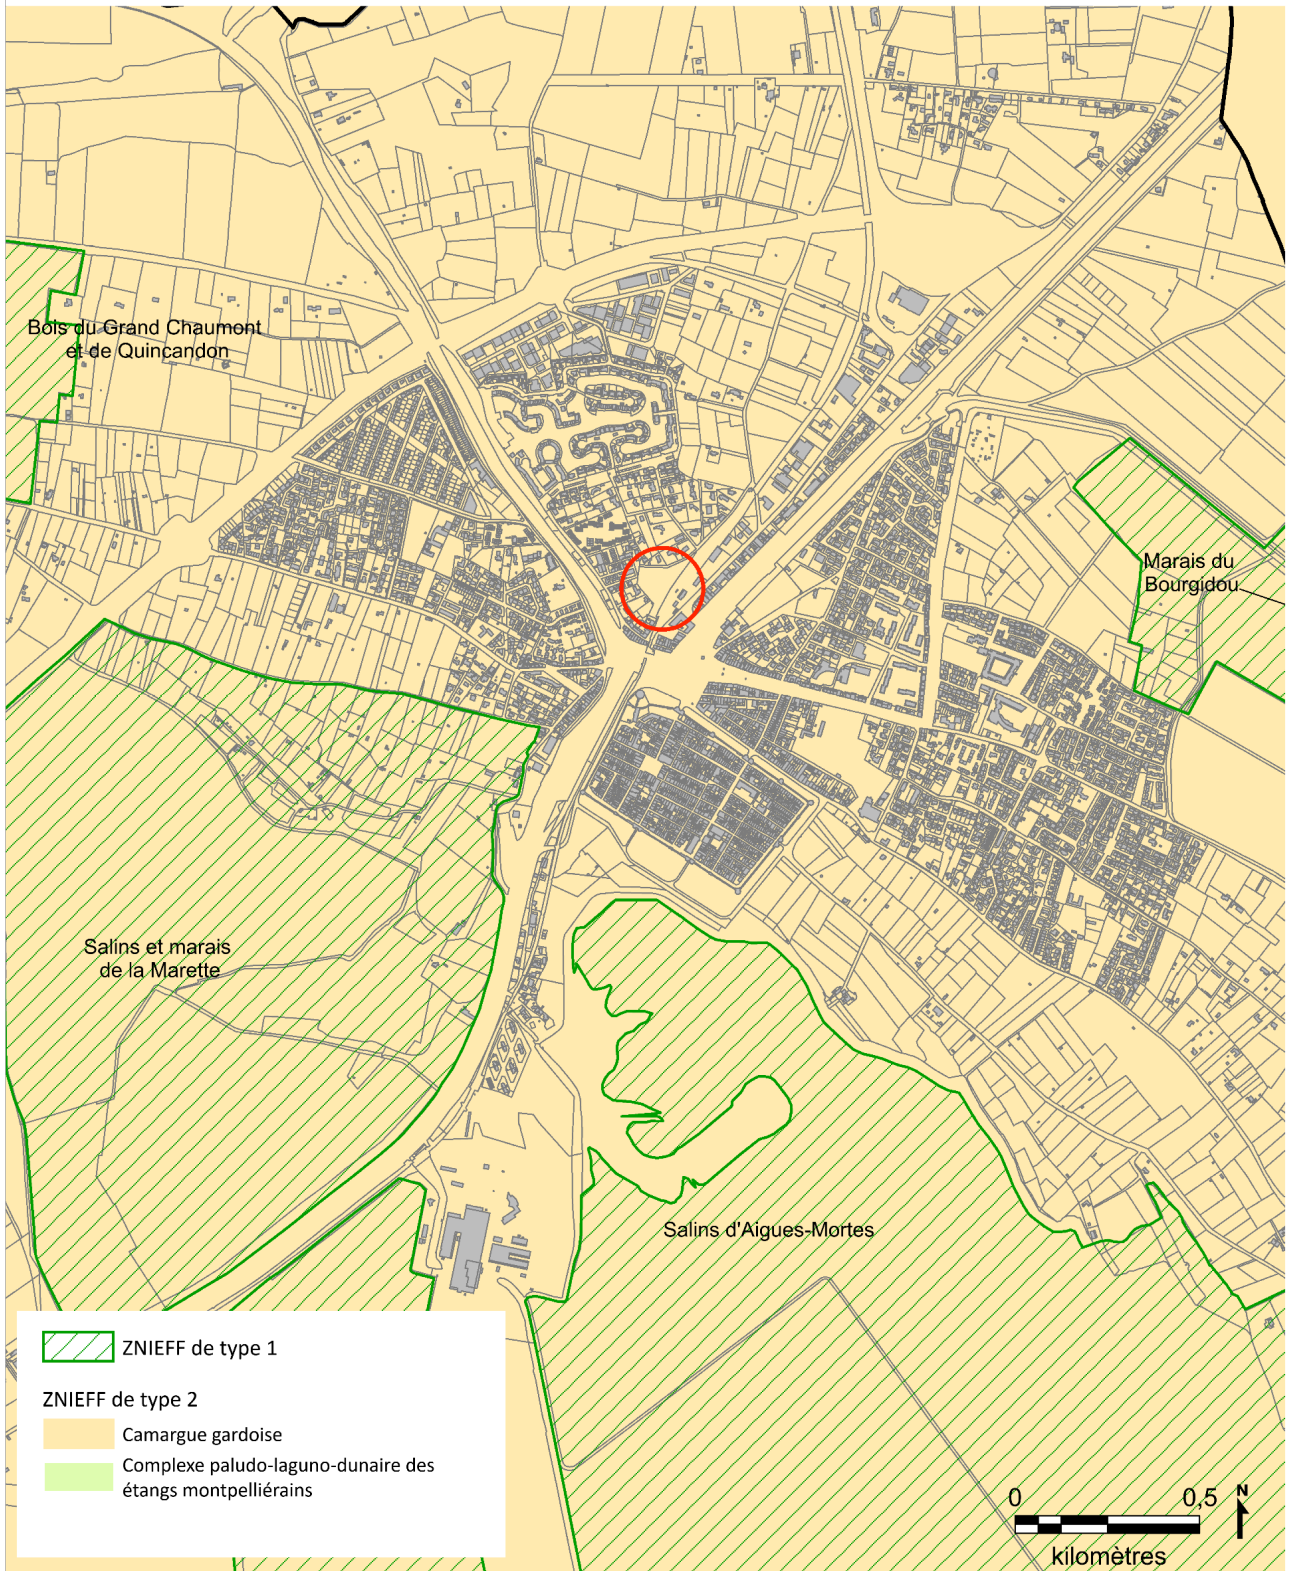 Bois du Grand Chaumont
et de Quincandon
Marais du
Bourgidou
Salins et marais
de la Marette
Salins d'Aigues-Mortes
ZNIEFF de type 1
ZNIEFF de type 2
Camargue gardoise
Complexe paludo-laguno-dunaire des
étangs montpelliérains
0 0,5
N
kilomètres